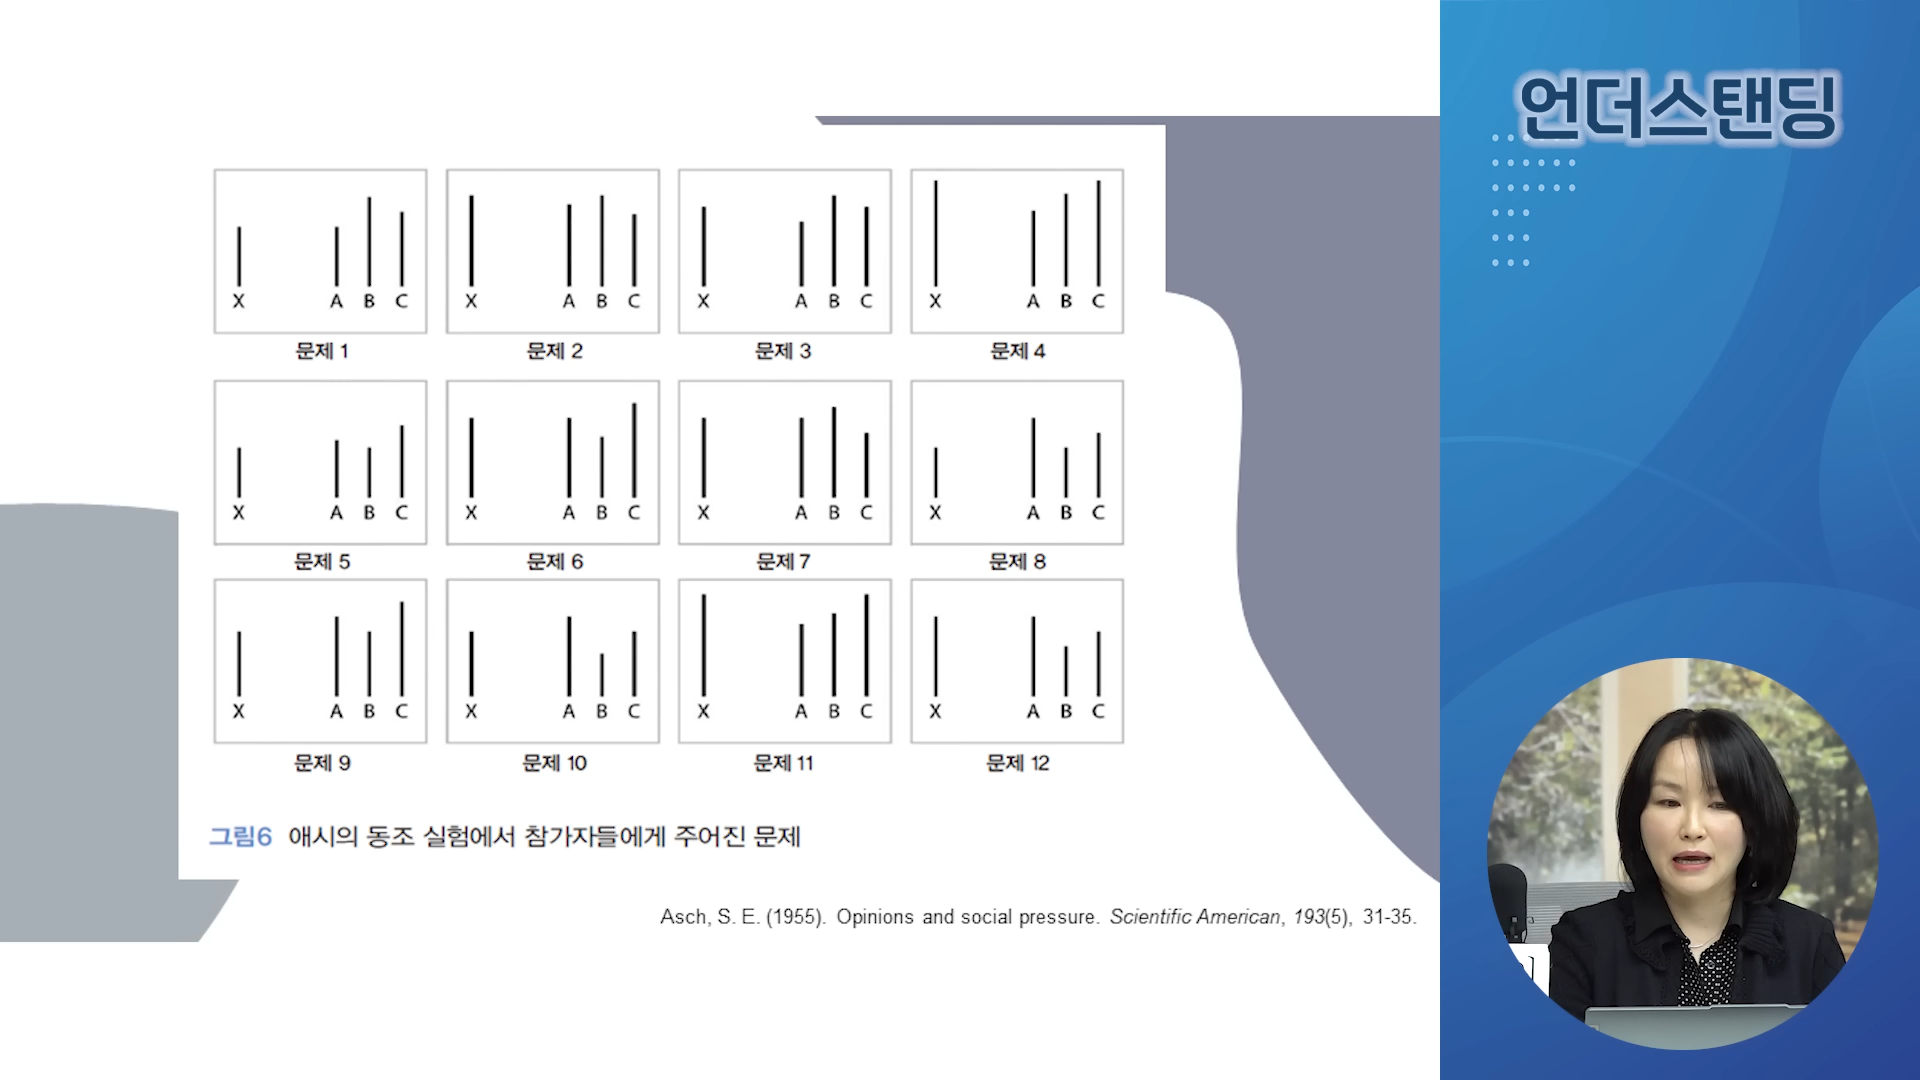 언더스탠딩
X A B C
X A B C
X A B C
X A B C
문제 1
문제 2
문제 3
문제 4
X A B C
X A B C
X A B C
X A B C
문제 5
문제 6
문제 7
문제 8
X A B C
X A B C
X A B C
X A B C
문제 9
문제 10
문제 11
문제 12
그림6 애시의 동조 실험에서 참가자들에게 주어진 문제
Asch, S. E. (1955). Opinions and social pressure. Scientific American, 193(5), 31-35.